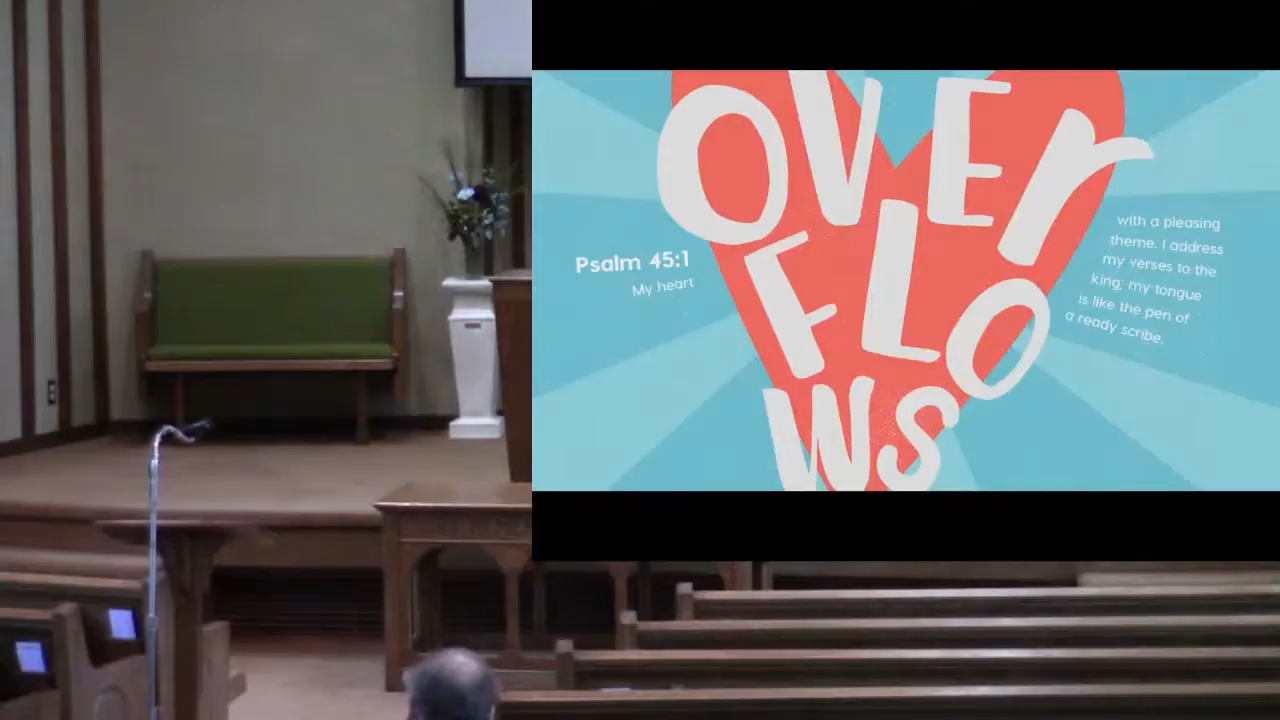 Psalm 45:1
My heart
OVEr
FLO
WS
with a pleasing
theme. I address
my verses to the
king; my tongue
is like the pen of
a ready scribe.